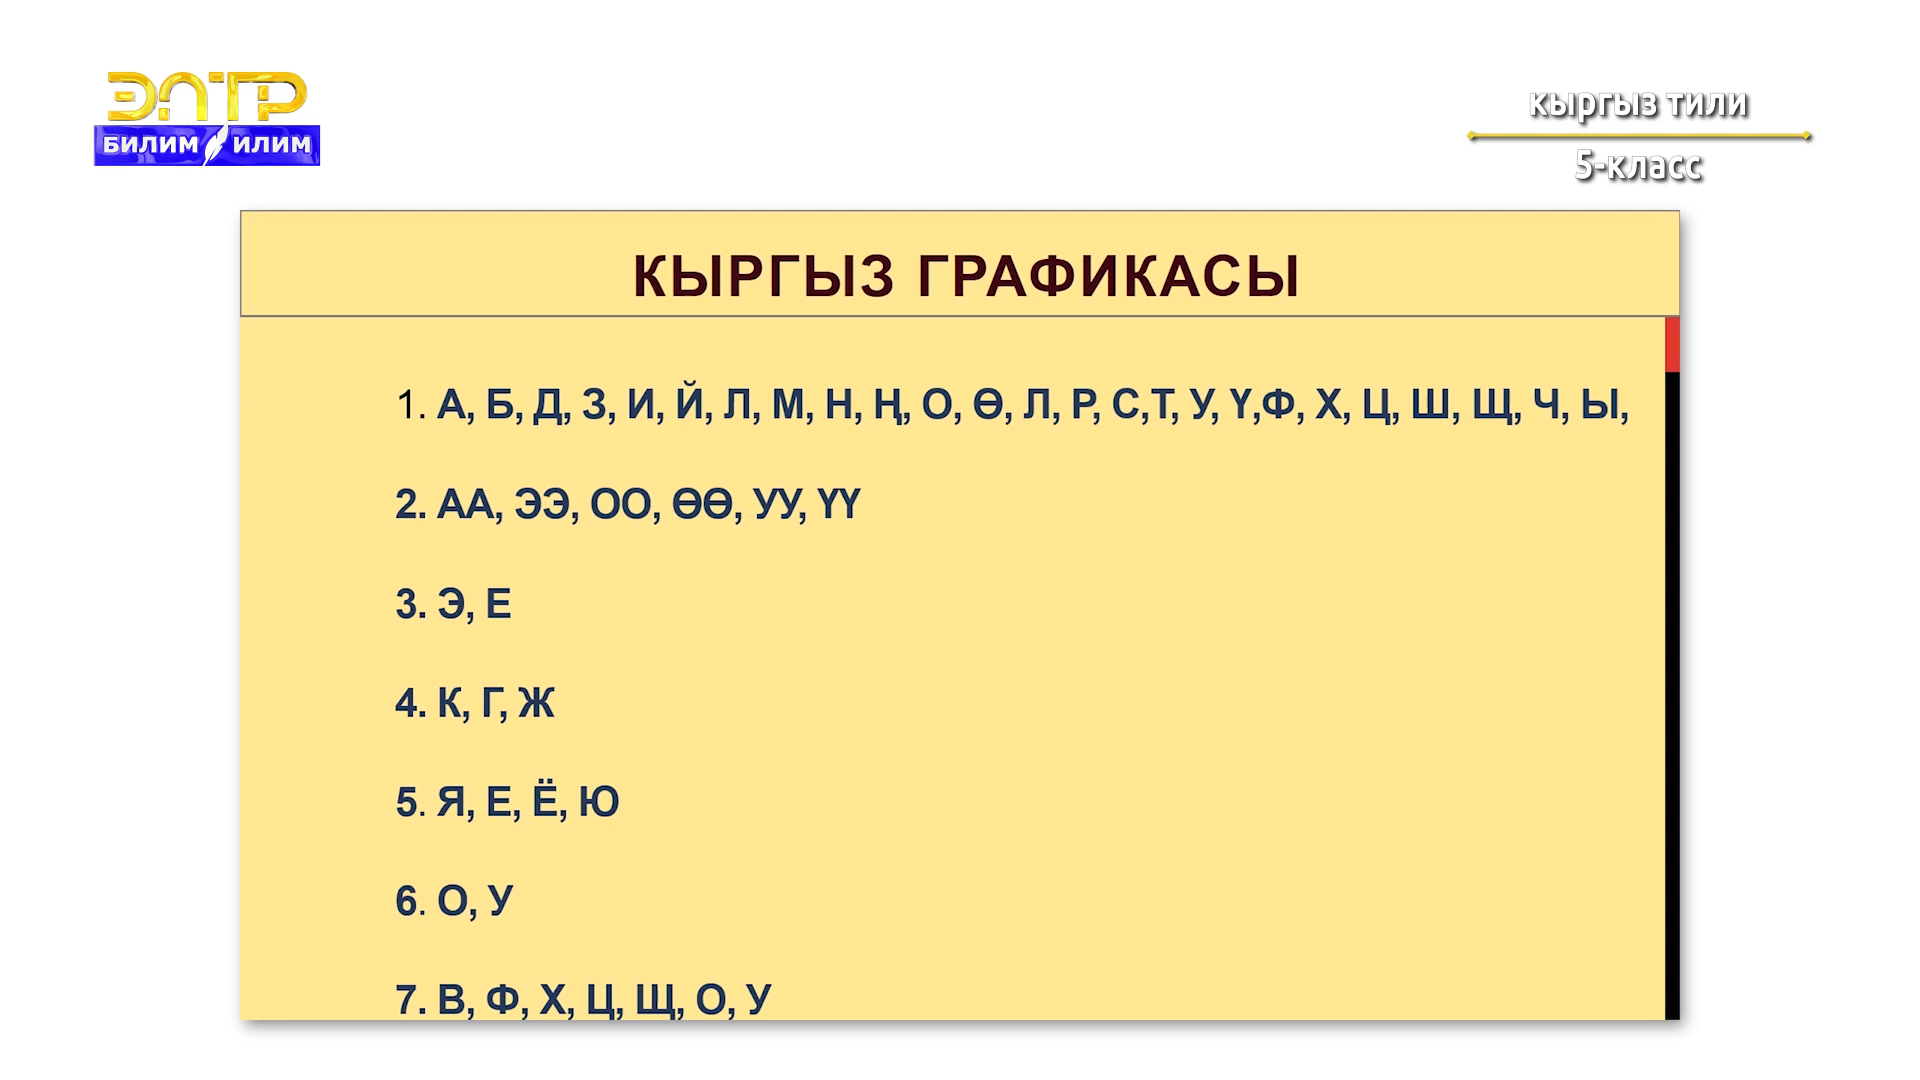 ЭЛТР
БИЛИМ ИЛИМ
кыргыз тили
5-класс
КЫРГЫЗ ГРАФИКАСЫ
1. А, Б, Д, З, И, Й, Л, М, Н, Ң, О, Ө, Л, Р, С,Т, У, Ү,Ф, Х, Ц, Ш, Щ, Ч, Ы,
2. АА, ЭЭ, ОО, ӨӨ, УУ, ҮҮ
3. Э, Е
4. К, Г, Ж
5. Я, Е, Ё, Ю
6. О, У
7. В, Ф, Х, Ц, Щ, О, У